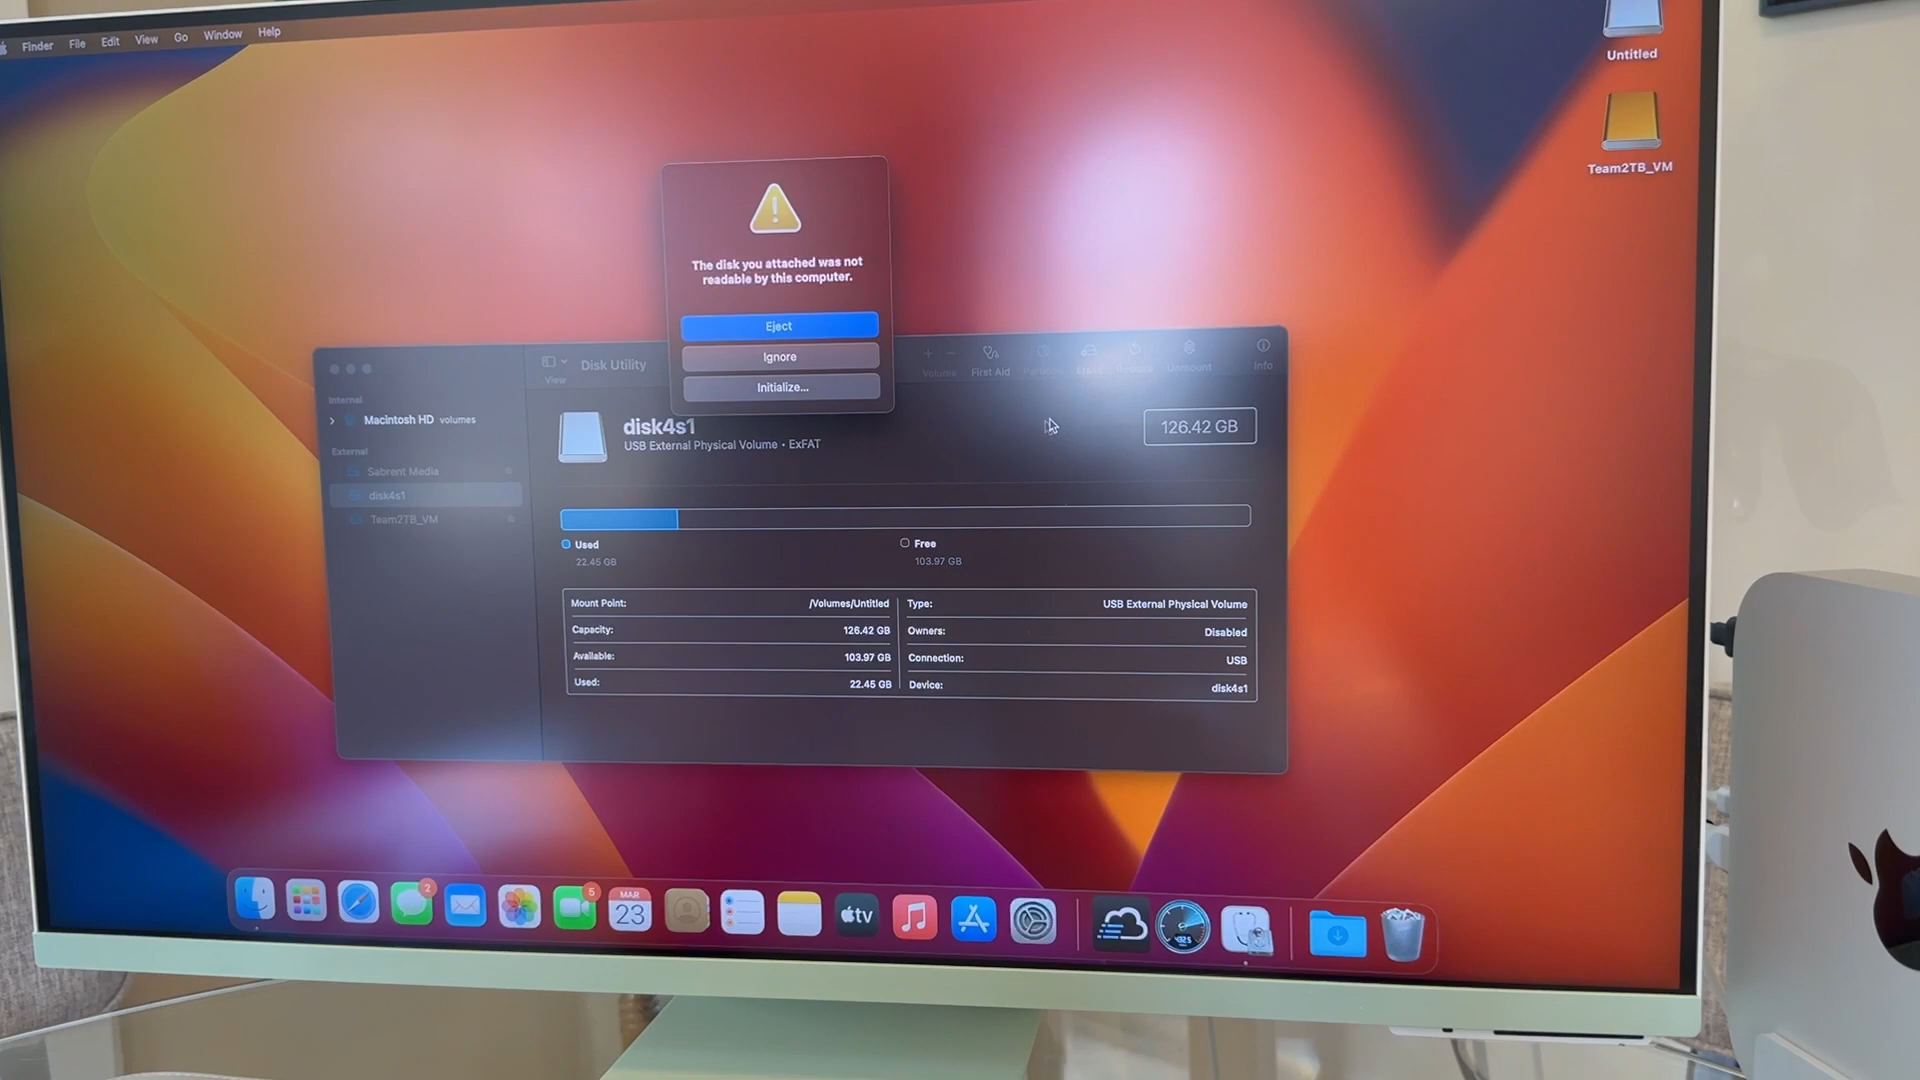 Finder File Edit View Go Window Help
Untitled
Team2TB_VM
The disk you attached was not
readable by this computer.
Eject
Ignore
Initialize...
View
Disk Utility
Volume
First Aid
Unmount
Info
Internal
Macintosh HD volumes
External
Sabrent Media
disk4s1
Team2TB_VM
disk4s1
USB External Physical Volume • ExFAT
126.42 GB
Used
22.45 GB
Free
103.97 GB
Mount Point: /Volumes/Untitled
Capacity: 126.42 GB
Available: 103.97 GB
Used: 22.45 GB
Type: USB External Physical Volume
Owners: Disabled
Connection: USB
Device: disk4s1
2
5
MAR
23
tv